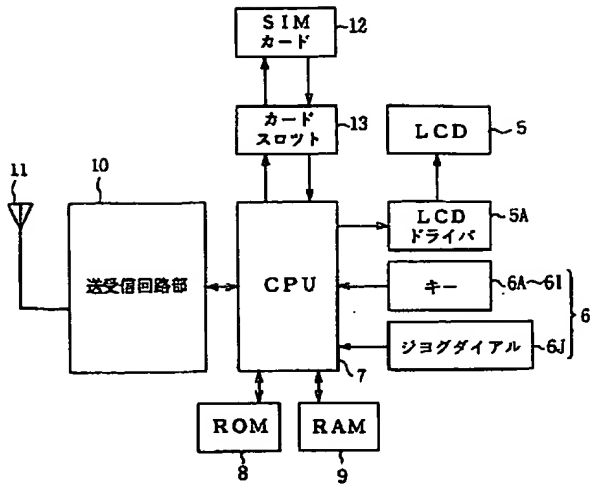 SIM
カード
12
カード
スロツト
13
LCD
5
11
10
送受信回路部
CPU
7
LCD
ドライバ
5A
キー
6A～6I
6
ジヨグダイアル
6J
ROM
8
RAM
9